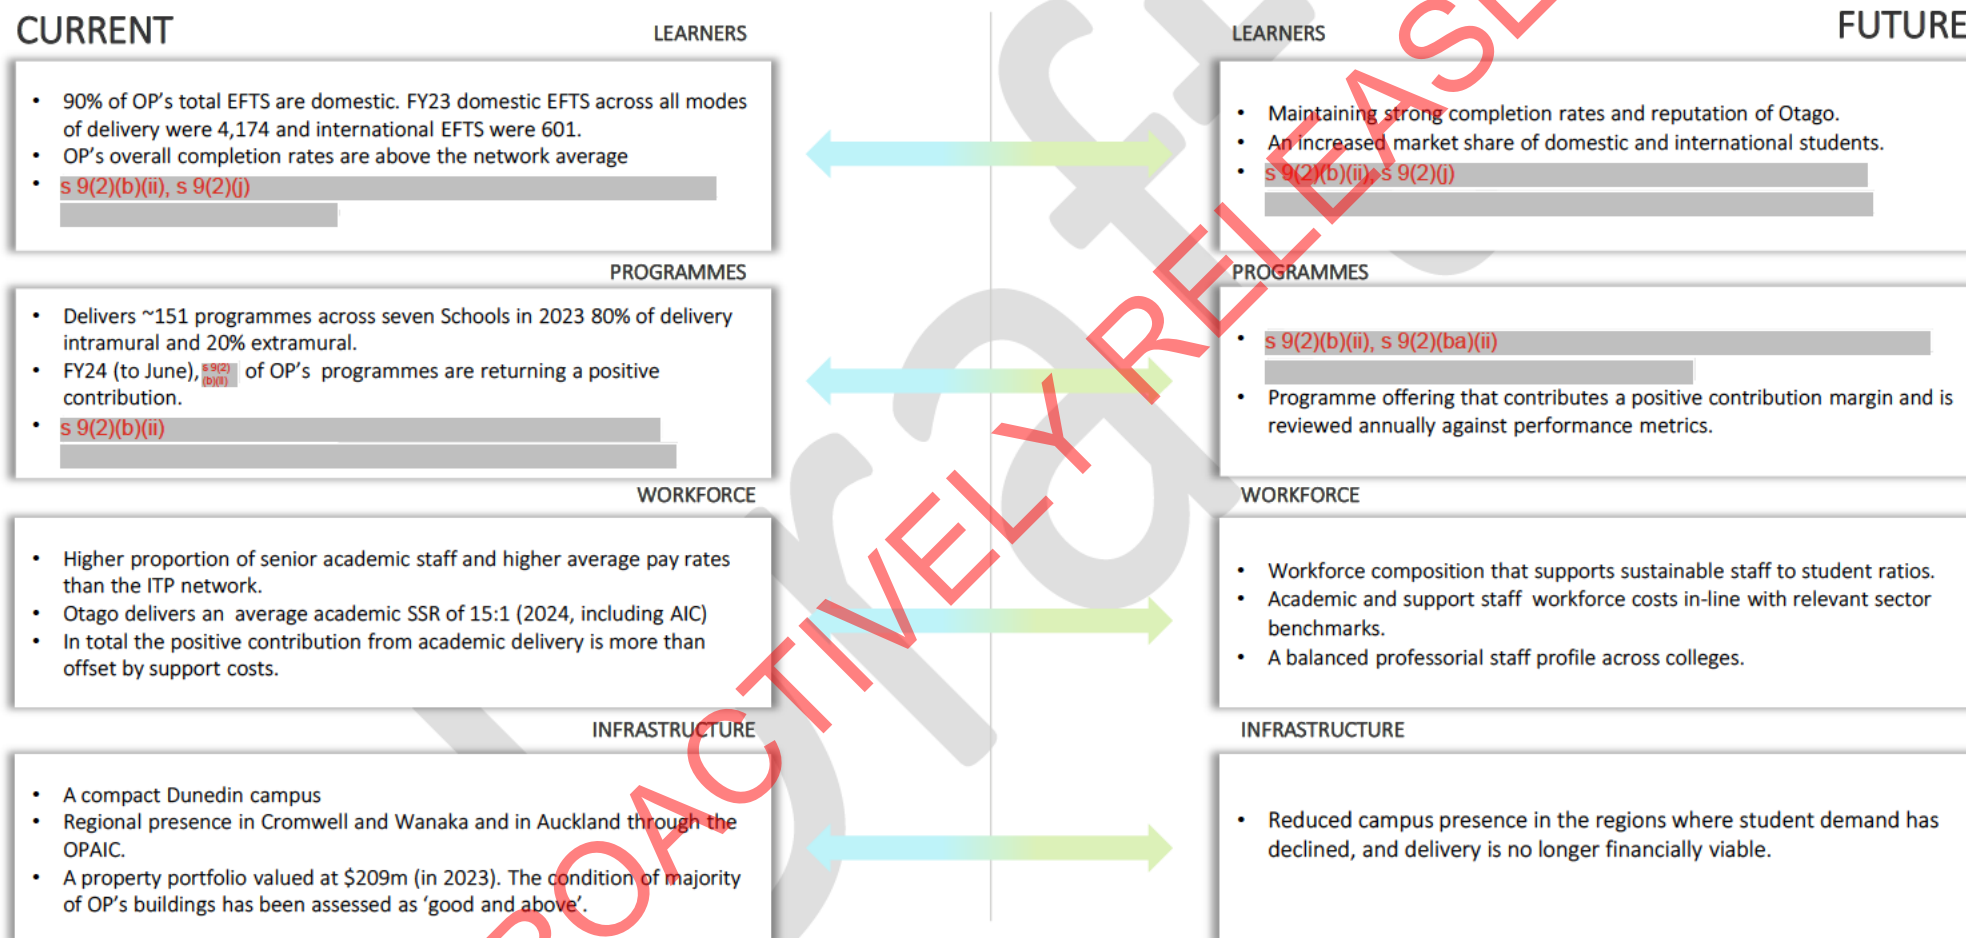 CURRENT
LEARNERS
• 90% of OP's total EFTS are domestic. FY23 domestic EFTS across all modes
of delivery were 4,174 and international EFTS were 601.
• OP's overall completion rates are above the network average
• s 9(2)(b)(ii), s 9(2)(j)
PROGRAMMES
• Delivers ~151 programmes across seven Schools in 2023 80% of delivery
intramural and 20% extramural.
• FY24 (to June), s 9(2)(b)(ii) of OP's programmes are returning a positive
contribution.
• s 9(2)(b)(ii)
WORKFORCE
• Higher proportion of senior academic staff and higher average pay rates
than the ITP network.
• Otago delivers an average academic SSR of 15:1 (2024, including AIC)
• In total the positive contribution from academic delivery is more than
offset by support costs.
INFRASTRUCTURE
• A compact Dunedin campus
• Regional presence in Cromwell and Wanaka and in Auckland through the
OPAIC.
• A property portfolio valued at $209m (in 2023). The condition of majority
of OP's buildings has been assessed as 'good and above'.
FUTURE
LEARNERS
• Maintaining strong completion rates and reputation of Otago.
• An increased market share of domestic and international students.
• s 9(2)(b)(ii), s 9(2)(j)
PROGRAMMES
• s 9(2)(b)(ii), s 9(2)(ba)(ii)
• Programme offering that contributes a positive contribution margin and is
reviewed annually against performance metrics.
WORKFORCE
• Workforce composition that supports sustainable staff to student ratios.
• Academic and support staff workforce costs in-line with relevant sector
benchmarks.
• A balanced professorial staff profile across colleges.
INFRASTRUCTURE
• Reduced campus presence in the regions where student demand has
declined, and delivery is no longer financially viable.
ROACTIVELY RELEASE
Draft